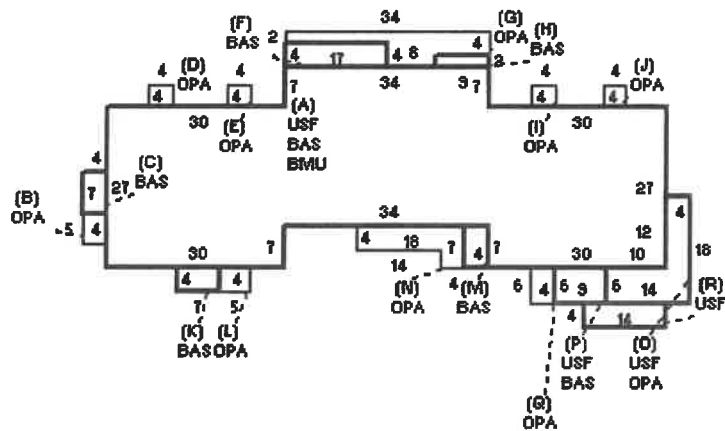 34
(F)
BAS
2
4
17
4
8
4
2
(G)
OPA
(H)
BAS
34
9
7
7
4
(D)
OPA
4
4
4
4
4
4
(J)
OPA
4
30
(E)
OPA
(A)
USF
BAS
BMU
(I)
OPA
30
4
(C)
BAS
7
27
(B)
OPA
5
4
27
4
12
18
34
30
7
4
18
7
4
7
30
10
14
4
7
5
(K)
BAS
(L)
OPA
(N)
OPA
(M)
BAS
6
4
6
9
6
14
(R)
USF
4
14
(P)
USF
BAS
(O)
USF
OPA
(Q)
OPA